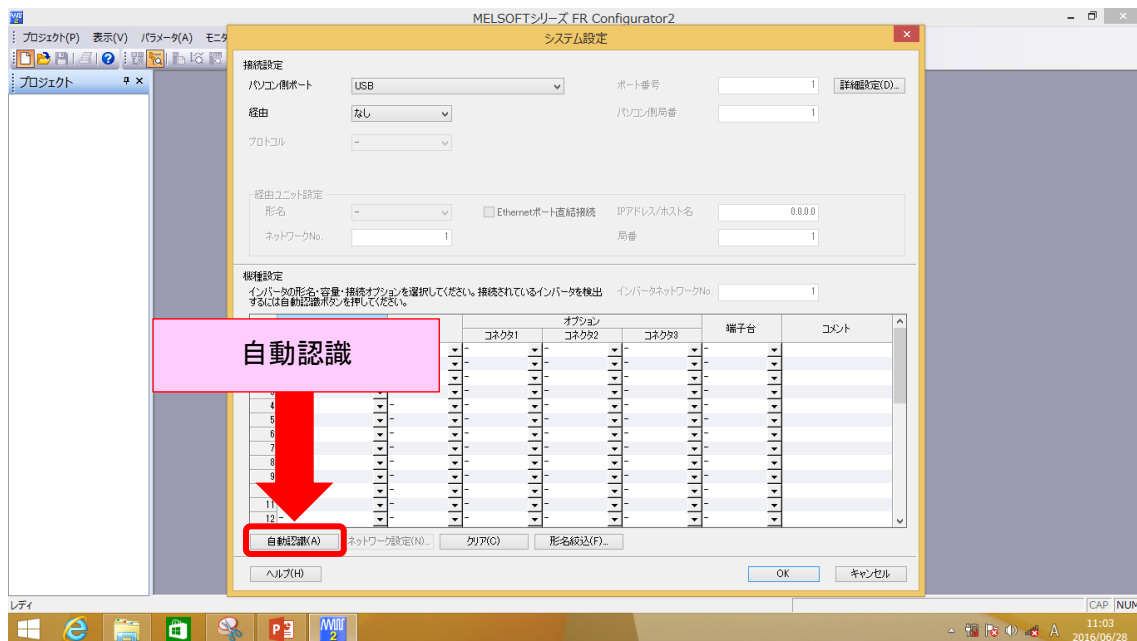 MELSOFTシリーズ FR Configurator2
プロジェクト(P) 表示(V) パラメータ(A) モニタ
プロジェクト
システム設定
接続設定
パソコン側ポート USB ポート番号 1 詳細設定(D)...
経由 なし パソコン側局番 1
プロトコル -
経由ユニット設定
形名 - Ethernetポート直結接続 IPアドレス/ホスト名 0.0.0.0
ネットワークNo. 1 局番 1
機種設定
インバータの形名・容量・接続オプションを選択してください。接続されているインバータを検出
するには自動認識ボタンを押してください。
インバータネットワークNo. 1
オプション
コネクタ1 コネクタ2 コネクタ3 端子台 コメント
自動認識
- - - -
- - - -
- - - -
3 - - - -
4 - - - - -
5 - - - - -
6 - - - - -
7 - - - - -
8 - - - - -
9 - - - - -
- - - - -
11 - - - - -
12 - - - - - -
自動認識(A) ネットワーク設定(N)... クリア(C) 形名絞込(F)...
ヘルプ(H) OK キャンセル
レディ CAP NUM
A 11:03
2016/06/28